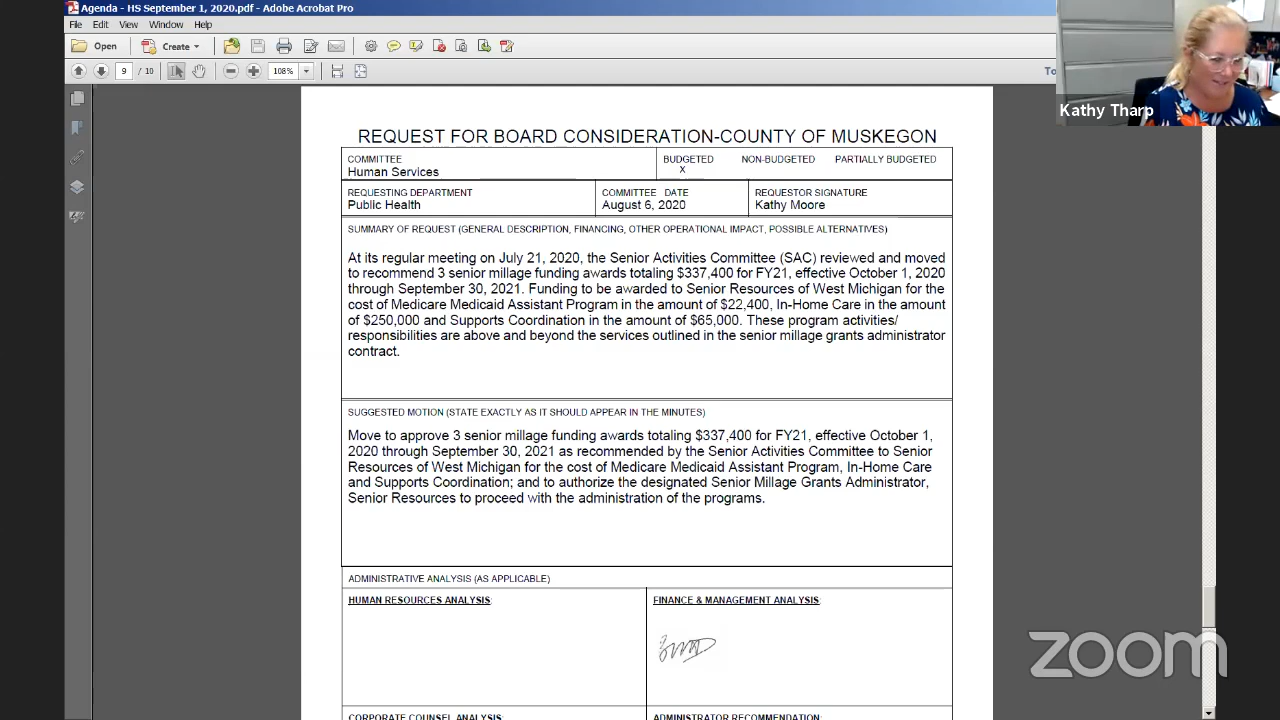 Agenda - HS September 1, 2020.pdf - Adobe Acrobat Pro
File Edit View Window Help
Open Create
9 / 10 108% To
Kathy Tharp
REQUEST FOR BOARD CONSIDERATION-COUNTY OF MUSKEGON
COMMITTEE
Human Services
BUDGETED NON-BUDGETED PARTIALLY BUDGETED
X
REQUESTING DEPARTMENT
Public Health
COMMITTEE DATE
August 6, 2020
REQUESTOR SIGNATURE
Kathy Moore
SUMMARY OF REQUEST (GENERAL DESCRIPTION, FINANCING, OTHER OPERATIONAL IMPACT, POSSIBLE ALTERNATIVES)
At its regular meeting on July 21, 2020, the Senior Activities Committee (SAC) reviewed and moved
to recommend 3 senior millage funding awards totaling $337,400 for FY21, effective October 1, 2020
through September 30, 2021. Funding to be awarded to Senior Resources of West Michigan for the
cost of Medicare Medicaid Assistant Program in the amount of $22,400, In-Home Care in the amount
of $250,000 and Supports Coordination in the amount of $65,000. These program activities/
responsibilities are above and beyond the services outlined in the senior millage grants administrator
contract.
SUGGESTED MOTION (STATE EXACTLY AS IT SHOULD APPEAR IN THE MINUTES)
Move to approve 3 senior millage funding awards totaling $337,400 for FY21, effective October 1,
2020 through September 30, 2021 as recommended by the Senior Activities Committee to Senior
Resources of West Michigan for the cost of Medicare Medicaid Assistant Program, In-Home Care
and Supports Coordination; and to authorize the designated Senior Millage Grants Administrator,
Senior Resources to proceed with the administration of the programs.
ADMINISTRATIVE ANALYSIS (AS APPLICABLE)
HUMAN RESOURCES ANALYSIS:
FINANCE & MANAGEMENT ANALYSIS:
CORPORATE COUNSEL ANALYSIS:
ADMINISTRATOR RECOMMENDATION:
zoom